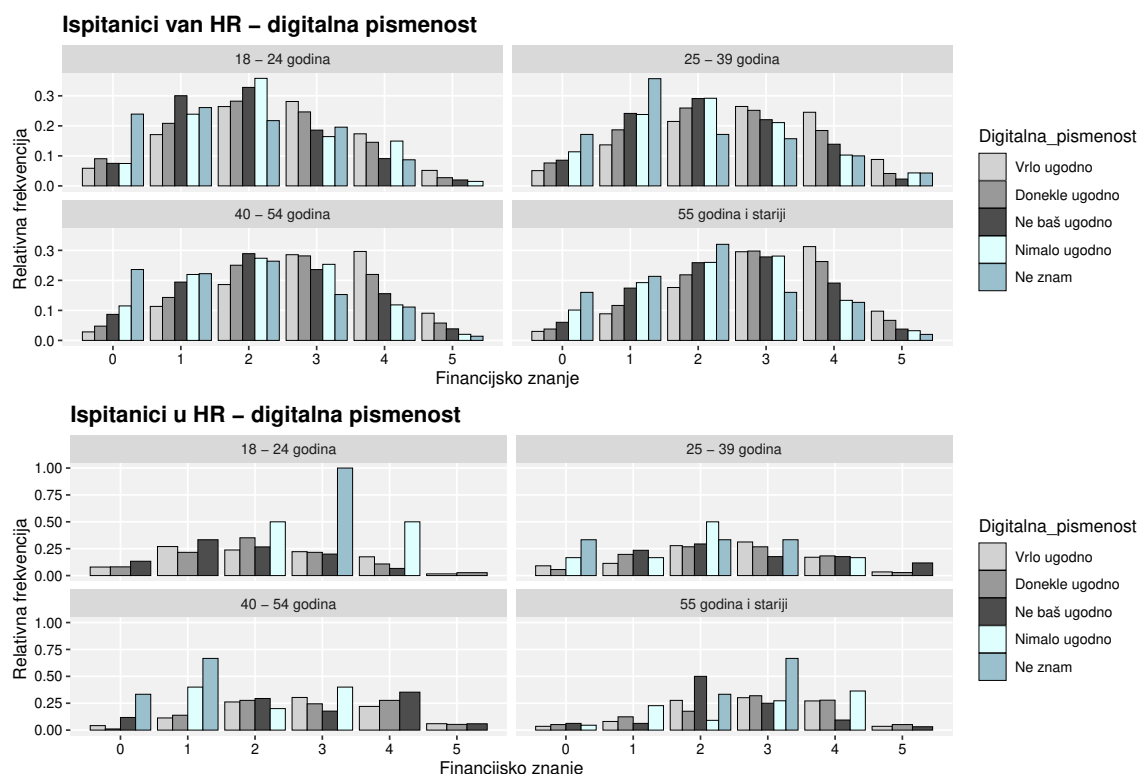 Ispitanici van HR – digitalna pismenost
18 – 24 godina
25 – 39 godina
0.3
0.2
0.1
0.0
40 – 54 godina
55 godina i stariji
0.3
0.2
0.1
0.0
0 1 2 3 4 5
0 1 2 3 4 5
Relativna frekvencija
Financijsko znanje
Digitalna_pismenost
Vrlo ugodno
Donekle ugodno
Ne baš ugodno
Nimalo ugodno
Ne znam
Ispitanici u HR – digitalna pismenost
18 – 24 godina
25 – 39 godina
1.00
0.75
0.50
0.25
0.00
40 – 54 godina
55 godina i stariji
1.00
0.75
0.50
0.25
0.00
0 1 2 3 4 5
0 1 2 3 4 5
Relativna frekvencija
Financijsko znanje
Digitalna_pismenost
Vrlo ugodno
Donekle ugodno
Ne baš ugodno
Nimalo ugodno
Ne znam